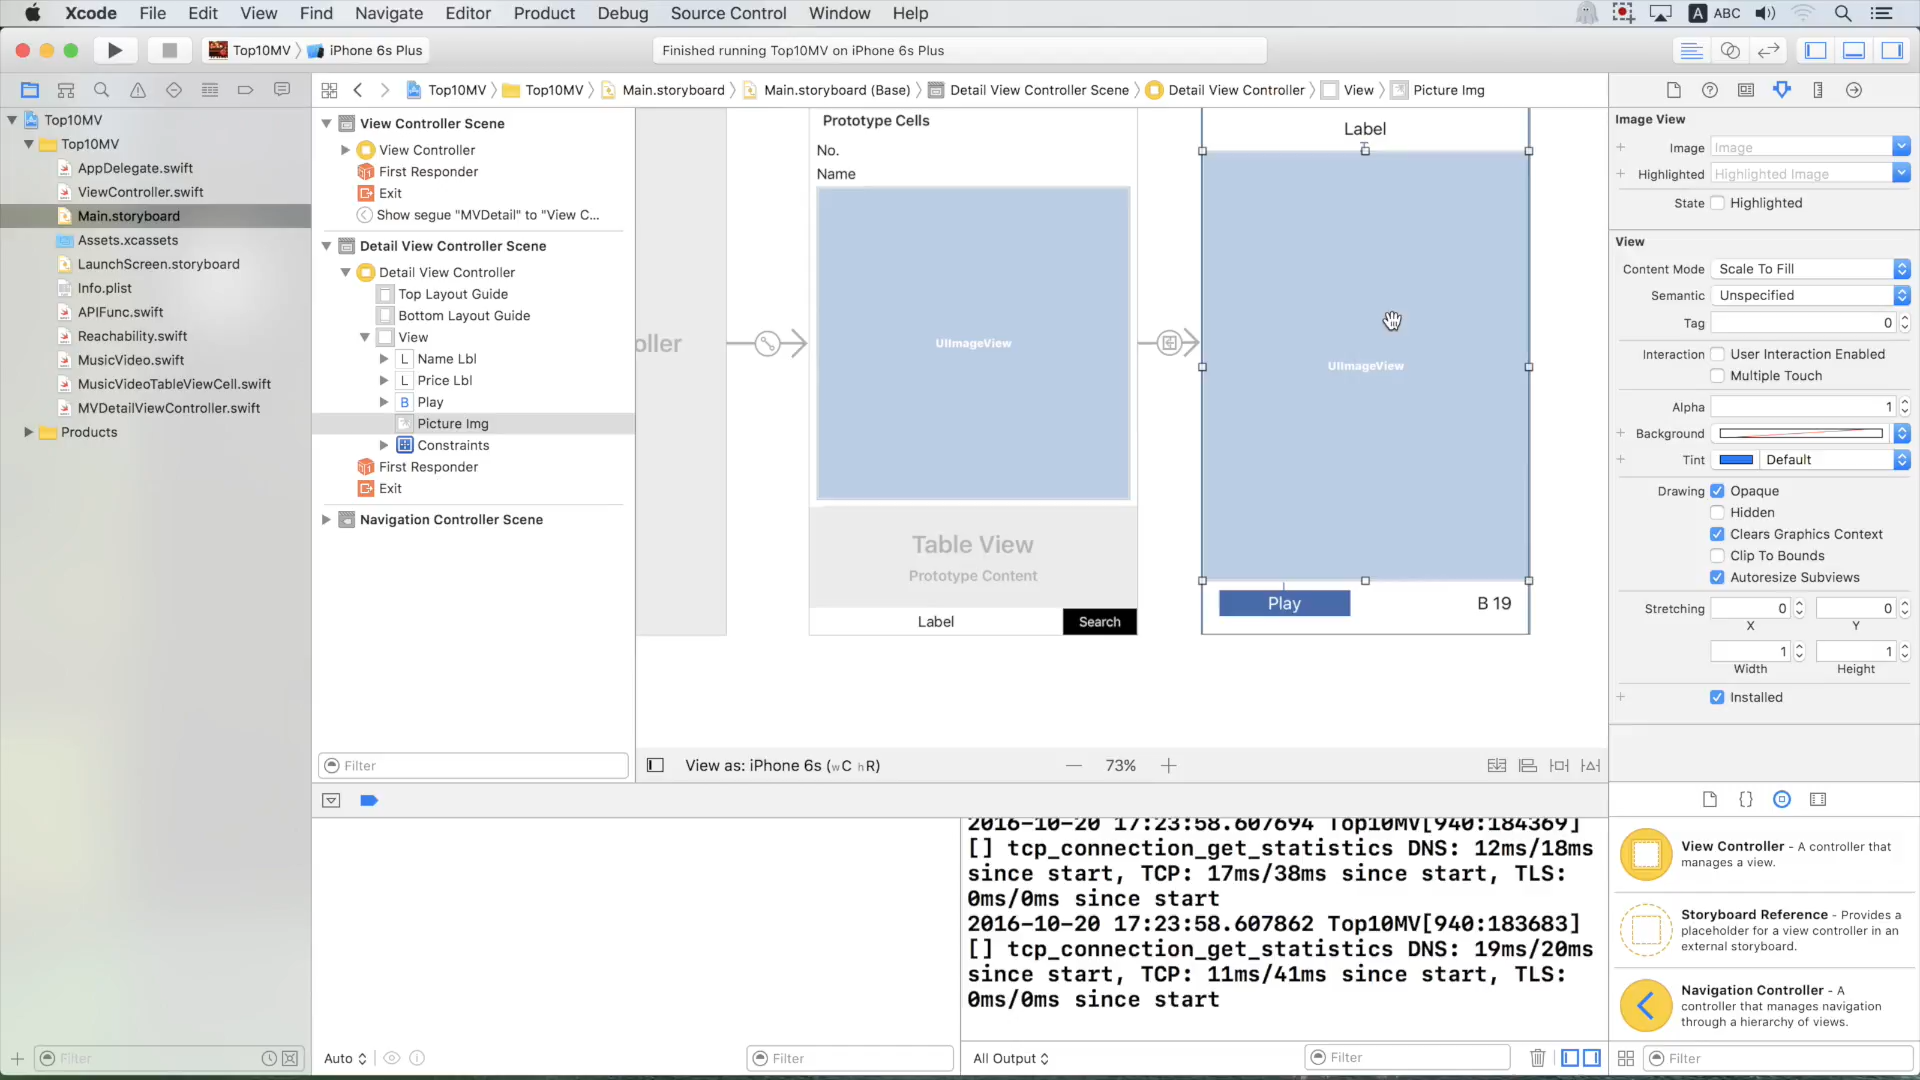 Xcode File Edit View Find Navigate Editor Product Debug Source Control Window Help
A ABC
Top10MV iPhone 6s Plus
Finished running Top10MV on iPhone 6s Plus
Top10MV Top10MV Main.storyboard Main.storyboard (Base) Detail View Controller Scene Detail View Controller View Picture Img
Top10MV
Top10MV
AppDelegate.swift
ViewController.swift
Main.storyboard
Assets.xcassets
LaunchScreen.storyboard
Info.plist
APIFunc.swift
Reachability.swift
MusicVideo.swift
MusicVideoTableViewCell.swift
MVDetailViewController.swift
Products
Filter
View Controller Scene
View Controller
First Responder
Exit
Show segue "MVDetail" to "View C...
Detail View Controller Scene
Detail View Controller
Top Layout Guide
Bottom Layout Guide
View
L Name Lbl
L Price Lbl
B Play
Picture Img
Constraints
First Responder
Exit
Navigation Controller Scene
Filter
oller
Prototype Cells
No.
Name
UIImageView
Table View
Prototype Content
Label
Search
Label
UIImageView
Play
B 19
View as: iPhone 6s (wC hR)
73%
Image View
Image Image
Highlighted Highlighted Image
State Highlighted
View
Content Mode Scale To Fill
Semantic Unspecified
Tag 0
Interaction User Interaction Enabled
Multiple Touch
Alpha 1
Background
Tint Default
Drawing Opaque
Hidden
Clears Graphics Context
Clip To Bounds
Autoresize Subviews
Stretching 0 0
X Y
1 1
Width Height
Installed
2016-10-20 17:23:58.607694 Top10MV[940:184369]
[] tcp_connection_get_statistics DNS: 12ms/18ms
since start, TCP: 17ms/38ms since start, TLS:
0ms/0ms since start
2016-10-20 17:23:58.607862 Top10MV[940:183683]
[] tcp_connection_get_statistics DNS: 19ms/20ms
since start, TCP: 11ms/41ms since start, TLS:
0ms/0ms since start
Auto
Filter
All Output
Filter
View Controller - A controller that
manages a view.
Storyboard Reference - Provides a
placeholder for a view controller in an
external storyboard.
Navigation Controller - A
controller that manages navigation
through a hierarchy of views.
Filter